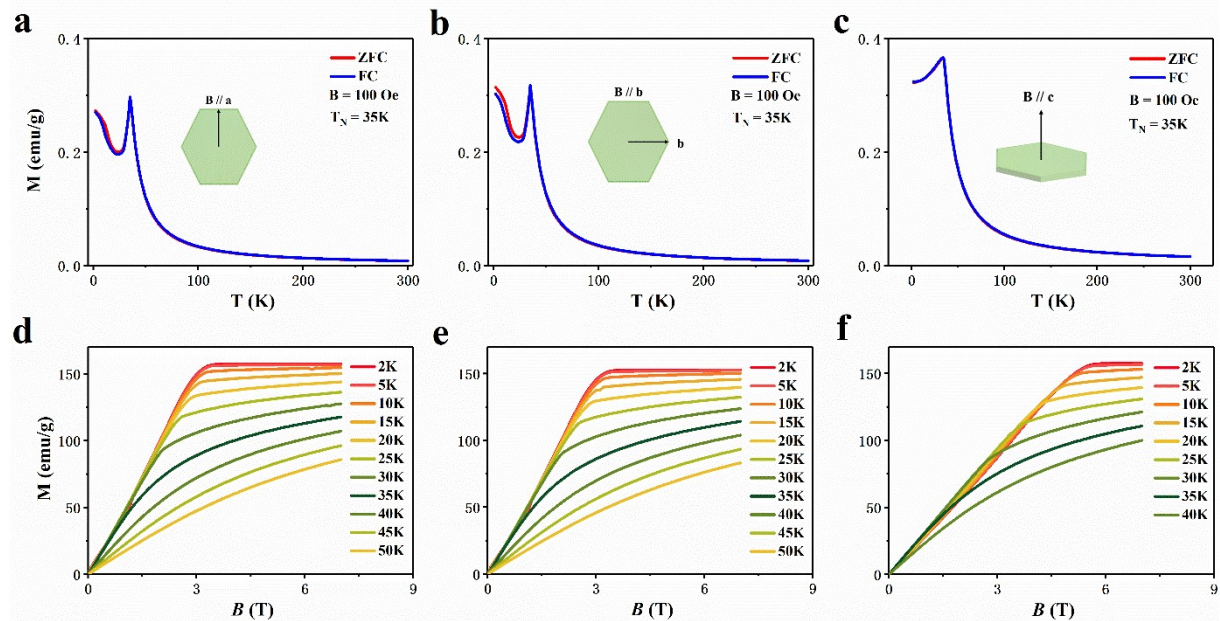 a
0.4
0.2
0.0
M (emu/g)
ZFC
FC
B = 100 Oe
T_N = 35K
B // a
0
100
200
300
T (K)
b
0.4
0.2
0.0
ZFC
FC
B = 100 Oe
T_N = 35K
B // b
b
0
100
200
300
T (K)
c
0.4
0.2
0.0
ZFC
FC
B = 100 Oe
T_N = 35K
B // c
0
100
200
300
T (K)
d
150
100
50
0
M (emu/g)
2K
5K
10K
15K
20K
25K
30K
35K
40K
45K
50K
0
3
6
9
B (T)
e
150
100
50
0
2K
5K
10K
15K
20K
25K
30K
35K
40K
45K
50K
0
3
6
9
B (T)
f
150
100
50
0
2K
5K
10K
15K
20K
25K
30K
35K
40K
0
3
6
9
B (T)